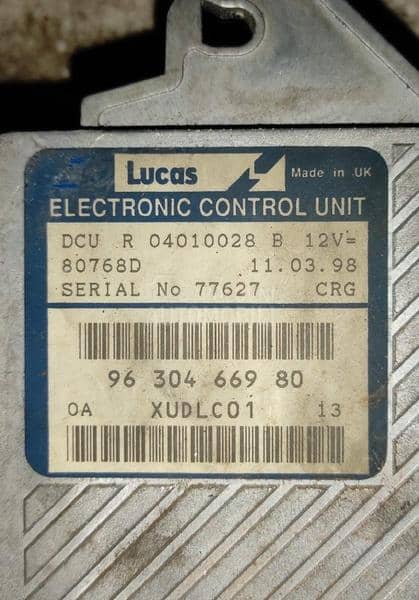 Lucas Made in UK
ELECTRONIC CONTROL UNIT
DCU R 04010028 B 12V=
80768D 11.03.98
SERIAL No 77627 CRG
96 304 669 80
0A XUDLC01 13